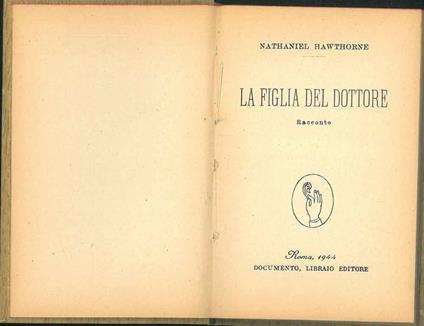 NATHANIEL HAWTHORNE
LA FIGLIA DEL DOTTORE
Racconto
Roma, 1944
DOCUMENTO, LIBRAIO EDITORE